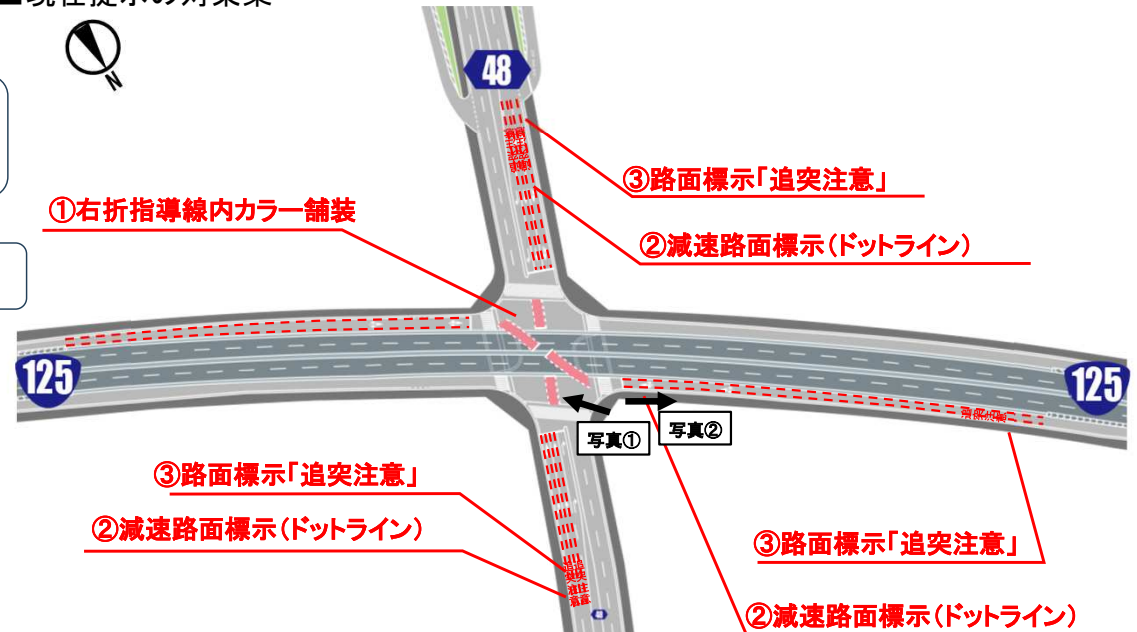 ■現在提示の対策案
N
48
③路面標示「追突注意」
①右折指導線内カラー舗装
②減速路面標示(ドットライン)
125
125
写真①
写真②
③路面標示「追突注意」
②減速路面標示(ドットライン)
追突注意
③路面標示「追突注意」
②減速路面標示(ドットライン)